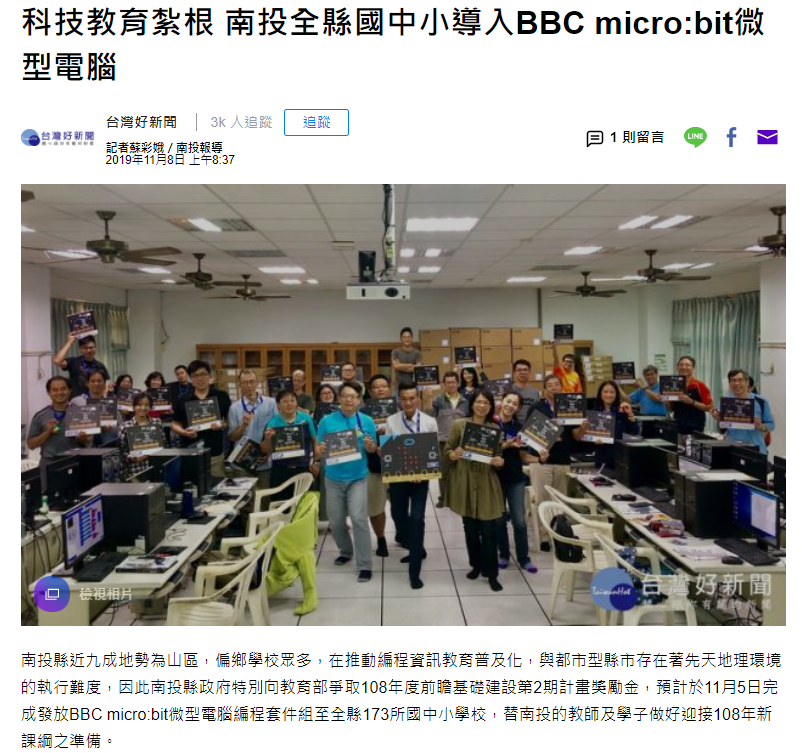 科技教育紮根 南投全縣國中小導入BBC micro:bit微
型電腦
台灣好新聞
台灣好新聞
3k 人追蹤
追蹤
記者蘇彩娥 / 南投報導
2019年11月8日 上午8:37
1 則留言
LINE
檢視相片
TaiwanHot
台灣好新聞
南投縣近九成地勢為山區，偏鄉學校眾多，在推動編程資訊教育普及化，與都市型縣市存在著先天地理環境
的執行難度，因此南投縣政府特別向教育部爭取108年度前瞻基礎建設第2期計畫獎勵金，預計於11月5日完
成發放BBC micro:bit微型電腦編程套件組至全縣173所國中小學校，替南投的教師及學子做好迎接108年新
課綱之準備。